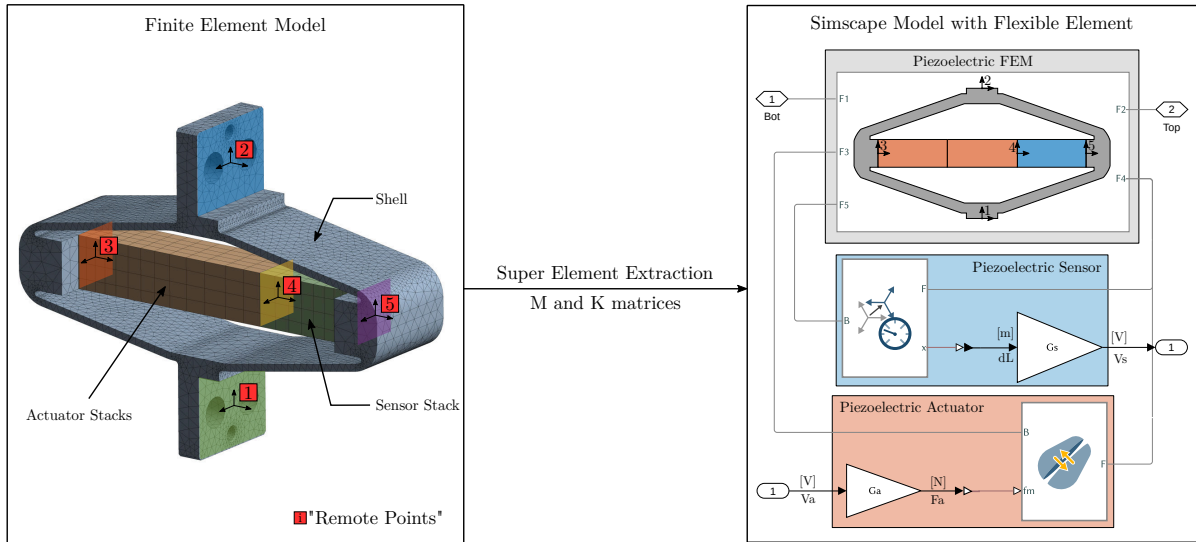 Finite Element Model
2
Shell
3
4
5
1
Actuator Stacks
Sensor Stack
i "Remote Points"
Super Element Extraction
M and K matrices
Simscape Model with Flexible Element
Piezoelectric FEM
1
Bot
F1
F3
F5
2
3
4
5
1
F2
F4
2
Top
Piezoelectric Sensor
B
F
x
[m]
dL
Gs
[V]
Vs
1
Piezoelectric Actuator
1
[V]
Va
Ga
[N]
Fa
B
fm
F